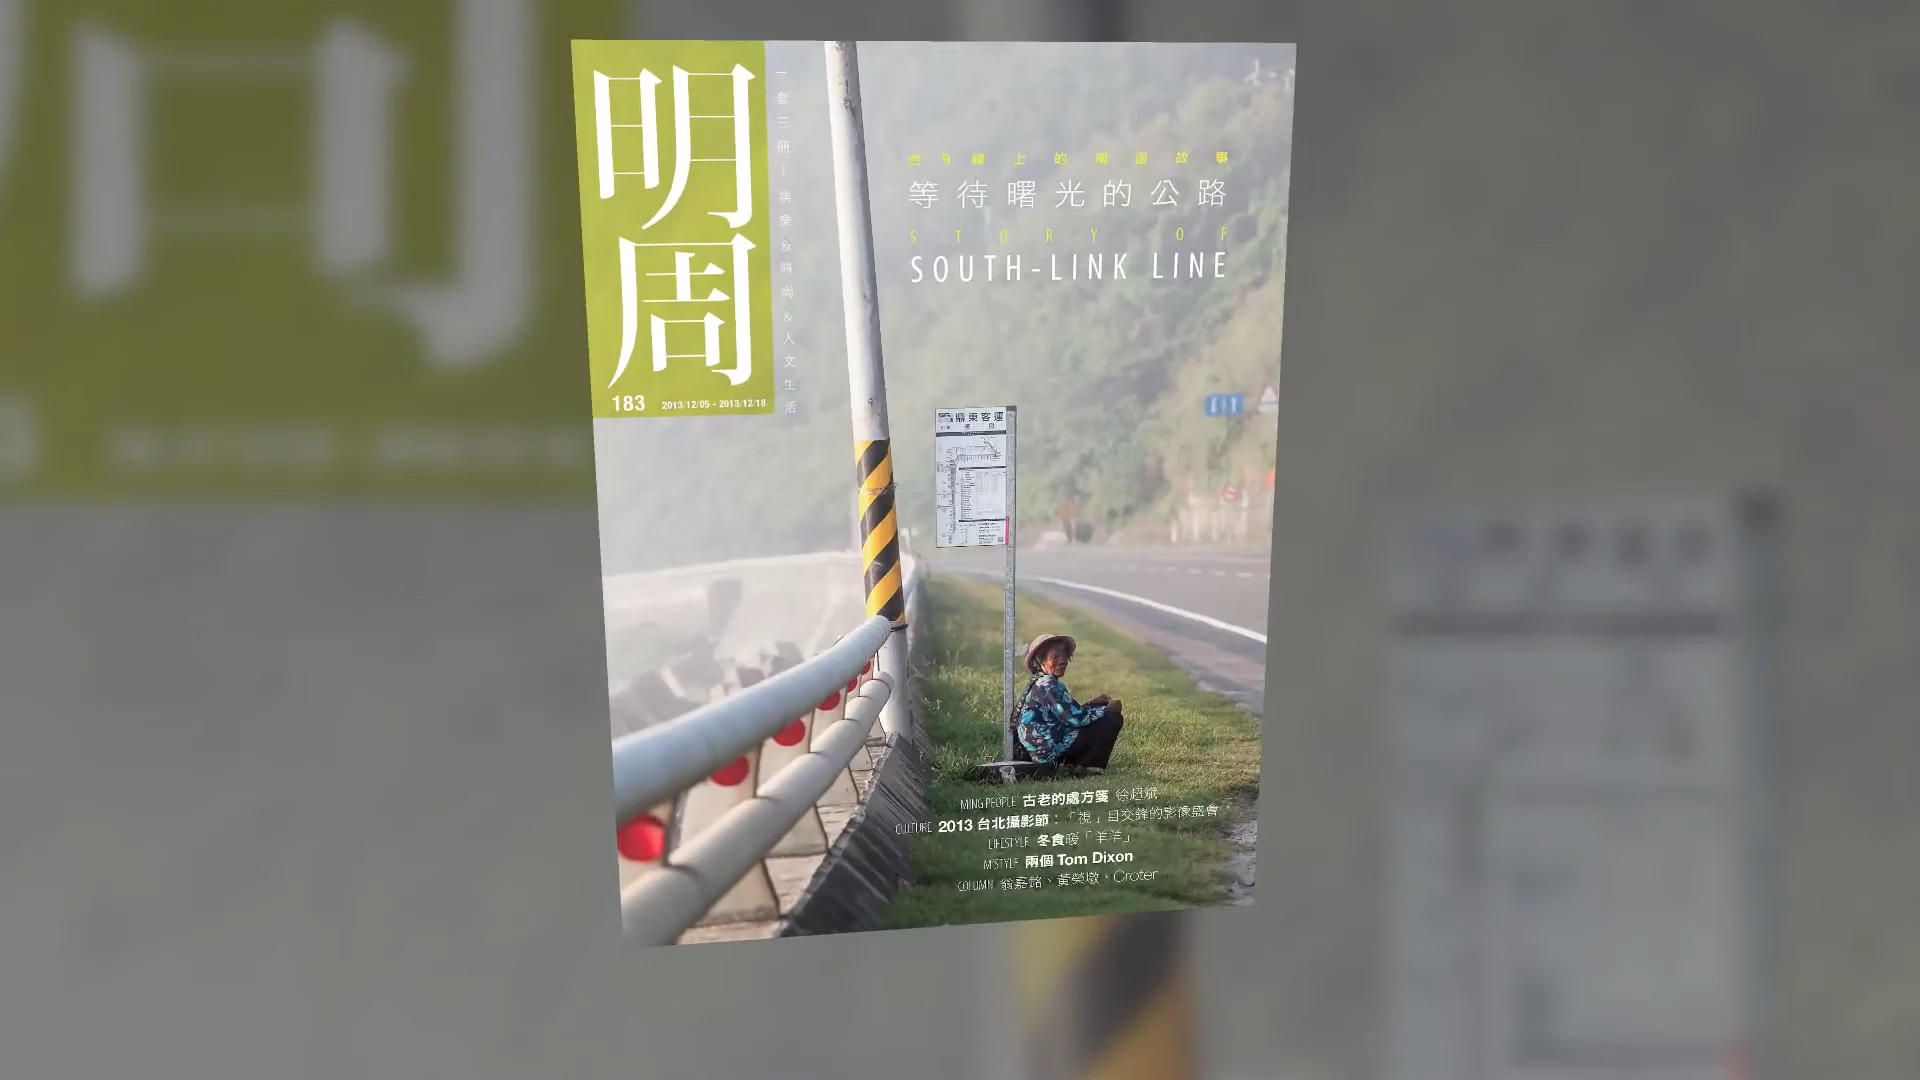 明周
183 2013/12/05 - 2013/12/18
一套三冊—娛樂&時尚&人文生活
台9線上的南迴故事
等待曙光的公路
STORY OF
SOUTH-LINK LINE
鼎東客運
MING PEOPLE 古老的處方箋 徐超斌
CULTURE 2013 台北攝影節：「視」目交鋒的影像盛會
LIFESTYLE 冬食暖「羊洋」
M'STYLE 兩個 Tom Dixon
COLUMN 翁嘉銘、黃榮墩、Croter